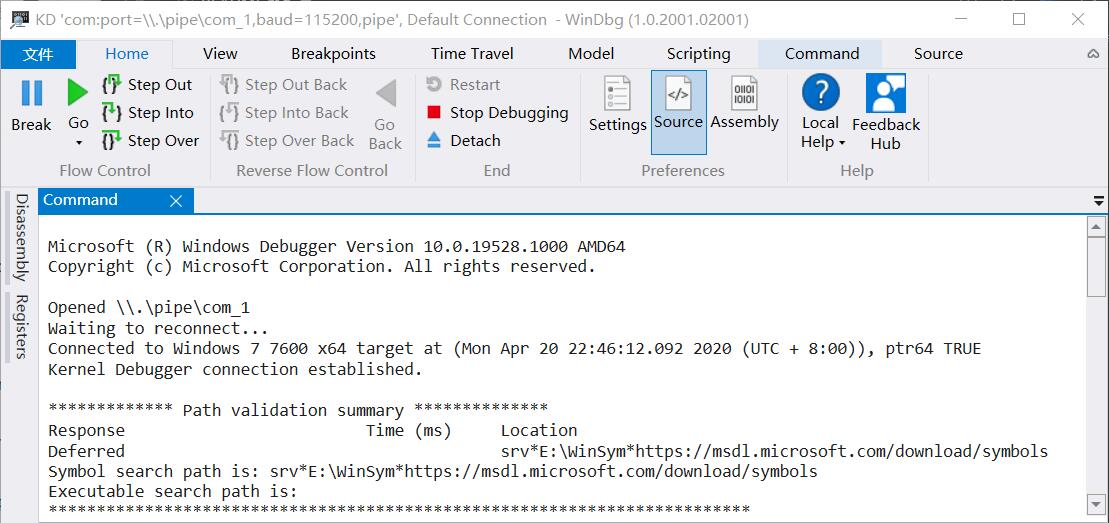 KD 'com:port=\\.\pipe\com_1,baud=115200,pipe', Default Connection - WinDbg (1.0.2001.02001)
文件 Home View Breakpoints Time Travel Model Scripting Command Source
Break
Go
Step Out
Step Into
Step Over
Flow Control
Step Out Back
Step Into Back
Step Over Back
Go Back
Reverse Flow Control
Restart
Stop Debugging
Detach
End
Settings
Source
Assembly
Preferences
Local Help
Feedback Hub
Help
Disassembly
Registers
Command
Microsoft (R) Windows Debugger Version 10.0.19528.1000 AMD64
Copyright (c) Microsoft Corporation. All rights reserved.
Opened \\.\pipe\com_1
Waiting to reconnect...
Connected to Windows 7 7600 x64 target at (Mon Apr 20 22:46:12.092 2020 (UTC + 8:00)), ptr64 TRUE
Kernel Debugger connection established.
************* Path validation summary **************
Response Time (ms) Location
Deferred srv*E:\WinSym*https://msdl.microsoft.com/download/symbols
Symbol search path is: srv*E:\WinSym*https://msdl.microsoft.com/download/symbols
Executable search path is:
*************************************************************************